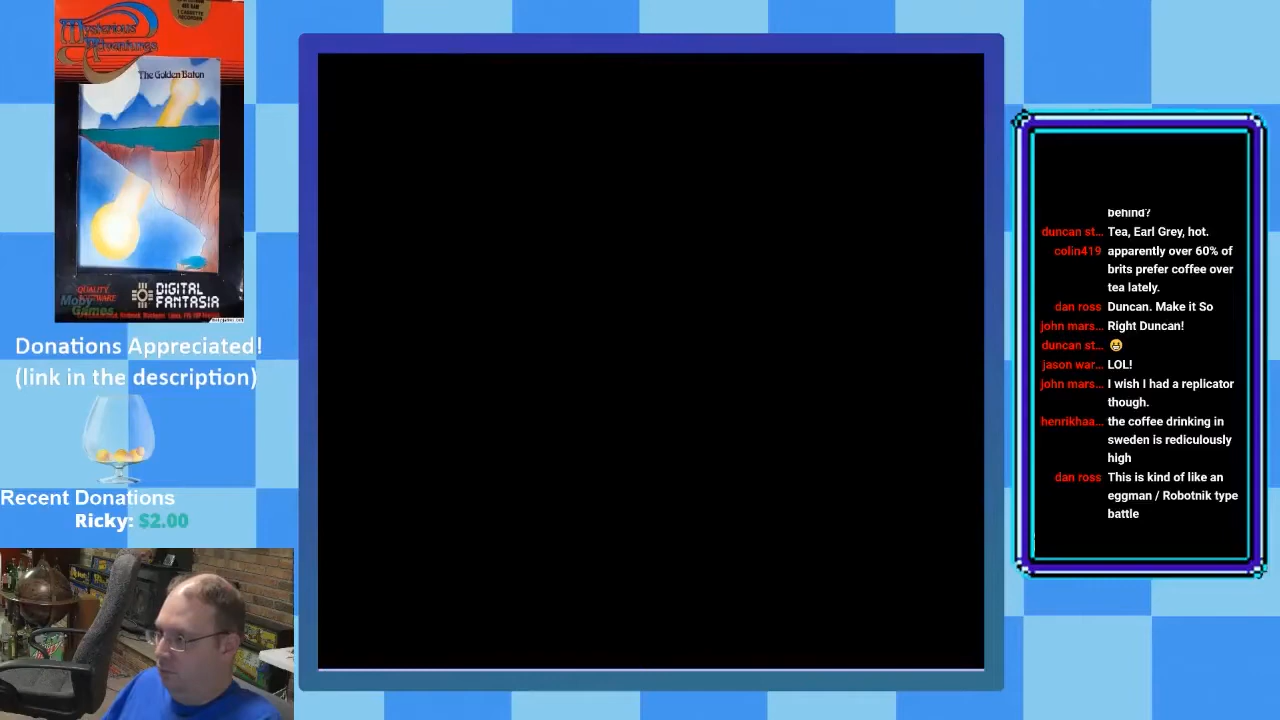 Mysterious
Adventures
The Golden Baton
QUALITY
SOFTWARE
DIGITAL
FANTASIA
Moby
Games
Donations Appreciated!
(link in the description)
Recent Donations
Ricky: $2.00
behind?
duncan st... Tea, Earl Grey, hot.
colin419 apparently over 60% of
brits prefer coffee over
tea lately.
dan ross Duncan. Make it So
john mars... Right Duncan!
duncan st... 😀
jason war... LOL!
john mars... I wish I had a replicator
though.
henrikhaa... the coffee drinking in
sweden is rediculously
high
dan ross This is kind of like an
eggman / Robotnik type
battle